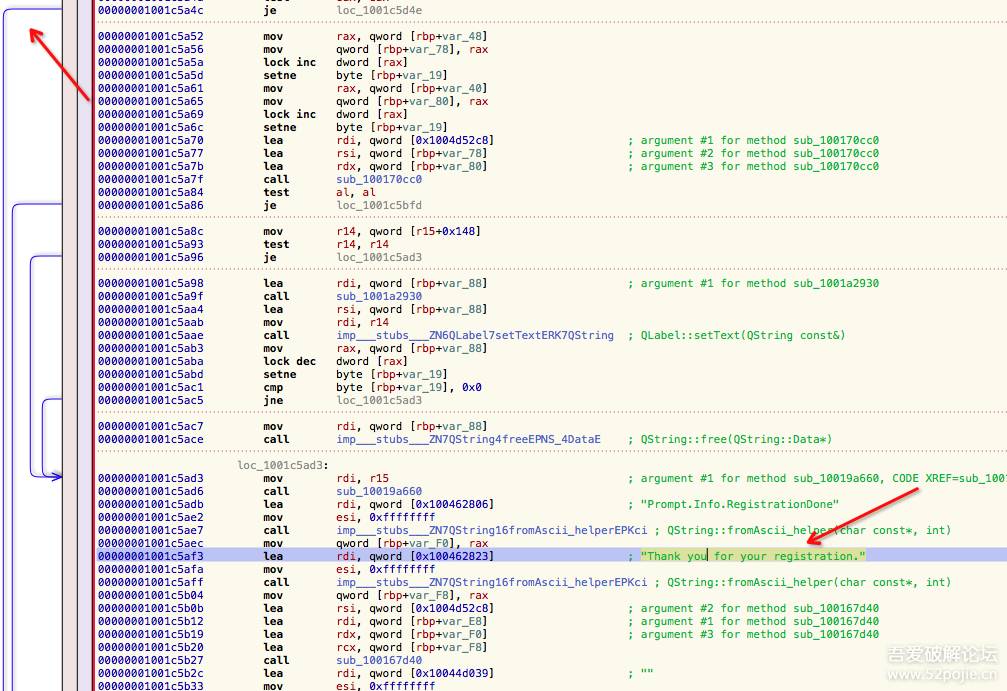 00000001001c5a4c je loc_1001c5d4e
00000001001c5a52 mov rax, qword [rbp+var_48]
00000001001c5a56 mov qword [rbp+var_78], rax
00000001001c5a5a lock inc dword [rax]
00000001001c5a5d setne byte [rbp+var_19]
00000001001c5a61 mov rax, qword [rbp+var_40]
00000001001c5a65 mov qword [rbp+var_80], rax
00000001001c5a69 lock inc dword [rax]
00000001001c5a6c setne byte [rbp+var_19]
00000001001c5a70 lea rdi, qword [0x1004d52c8] ; argument #1 for method sub_100170cc0
00000001001c5a77 lea rsi, qword [rbp+var_78] ; argument #2 for method sub_100170cc0
00000001001c5a7b lea rdx, qword [rbp+var_80] ; argument #3 for method sub_100170cc0
00000001001c5a7f call sub_100170cc0
00000001001c5a84 test al, al
00000001001c5a86 je loc_1001c5bfd
00000001001c5a8c mov r14, qword [r15+0x148]
00000001001c5a93 test r14, r14
00000001001c5a96 je loc_1001c5ad3
00000001001c5a98 lea rdi, qword [rbp+var_88] ; argument #1 for method sub_1001a2930
00000001001c5a9f call sub_1001a2930
00000001001c5aa4 lea rsi, qword [rbp+var_88]
00000001001c5aab mov rdi, r14
00000001001c5aae call imp___stubs___ZN6QLabel7setTextERK7QString ; QLabel::setText(QString const&)
00000001001c5ab3 mov rax, qword [rbp+var_88]
00000001001c5aba lock dec dword [rax]
00000001001c5abd setne byte [rbp+var_19]
00000001001c5ac1 cmp byte [rbp+var_19], 0x0
00000001001c5ac5 jne loc_1001c5ad3
00000001001c5ac7 mov rdi, qword [rbp+var_88]
00000001001c5ace call imp___stubs___ZN7QString4freeEPNS_4DataE ; QString::free(QString::Data*)
loc_1001c5ad3:
00000001001c5ad3 mov rdi, r15 ; argument #1 for method sub_10019a660, CODE XREF=sub_1001
00000001001c5ad6 call sub_10019a660
00000001001c5adb lea rdi, qword [0x100462806] ; "Prompt.Info.RegistrationDone"
00000001001c5ae2 mov esi, 0xffffffff
00000001001c5ae7 call imp___stubs___ZN7QString16fromAscii_helperEPKci ; QString::fromAscii_helper(char const*, int)
00000001001c5aec mov qword [rbp+var_F0], rax
00000001001c5af3 lea rdi, qword [0x100462823] ; "Thank you for your registration."
00000001001c5afa mov esi, 0xffffffff
00000001001c5aff call imp___stubs___ZN7QString16fromAscii_helperEPKci ; QString::fromAscii_helper(char const*, int)
00000001001c5b04 mov qword [rbp+var_F8], rax
00000001001c5b0b lea rsi, qword [0x1004d52c8] ; argument #2 for method sub_100167d40
00000001001c5b12 lea rdi, qword [rbp+var_E8] ; argument #1 for method sub_100167d40
00000001001c5b19 lea rdx, qword [rbp+var_F0] ; argument #3 for method sub_100167d40
00000001001c5b20 lea rcx, qword [rbp+var_F8]
00000001001c5b27 call sub_100167d40
00000001001c5b2c lea rdi, qword [0x10044d039] ; ""
00000001001c5b33 mov esi, 0xffffffff
吾爱破解论坛
www.52pojie.cn